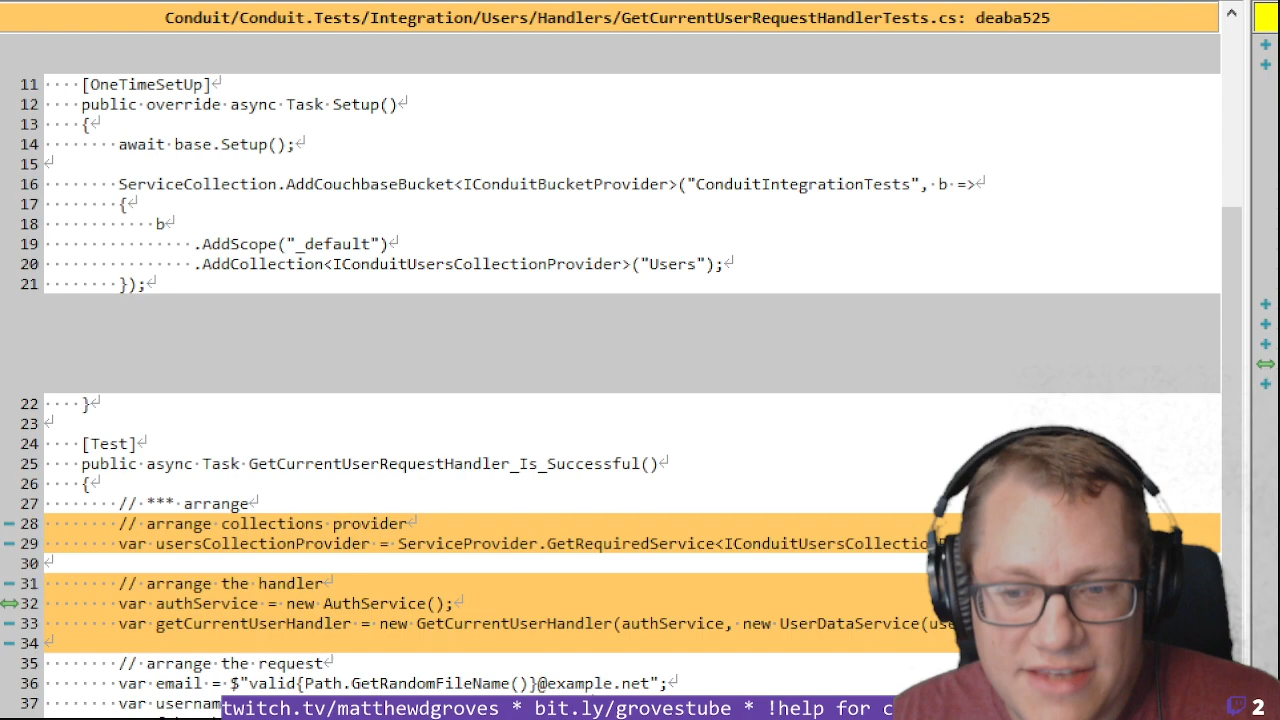 Conduit/Conduit.Tests/Integration/Users/Handlers/GetCurrentUserRequestHandlerTests.cs: deaba525
11 [OneTimeSetUp]
12 public override async Task Setup()
13 {
14 await base.Setup();
15
16 ServiceCollection.AddCouchbaseBucket<IConduitBucketProvider>("ConduitIntegrationTests", b =>
17 {
18 b
19 .AddScope("_default")
20 .AddCollection<IConduitUsersCollectionProvider>("Users");
21 });
22 }
23
24 [Test]
25 public async Task GetCurrentUserRequestHandler_Is_Successful()
26 {
27 // *** arrange
28 // arrange collections provider
29 var usersCollectionProvider = ServiceProvider.GetRequiredService<IConduitUsersCollectio
30
31 // arrange the handler
32 var authService = new AuthService();
33 var getCurrentUserHandler = new GetCurrentUserHandler(authService, new UserDataService(us
34
35 // arrange the request
36 var email = $"valid{Path.GetRandomFileName()}@example.net";
37 var usernam
twitch.tv/matthewdgroves * bit.ly/grovestube * !help for c
2